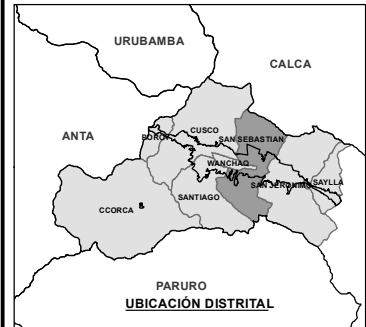 URUBAMBA
CALCA
ANTA
CUSCO
POROY
SAN SEBASTIAN
WANCHAQ
SAN JERONIMO
SAYLLA
SANTIAGO
CCORCA
PARURO
UBICACIÓN DISTRITAL